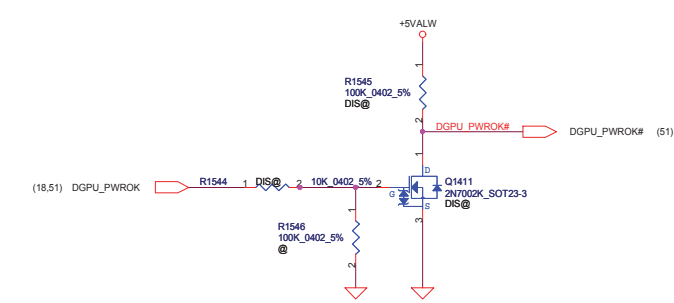 +5VALW
1
R1545
100K_0402_5%
DIS@
2
DGPU_PWROK#
DGPU_PWROK# (51)
1
D
Q1411
2N7002K_SOT23-3
DIS@
G
S
3
(18,51) DGPU_PWROK
R1544 1 DIS@ 2 10K_0402_5% 2
1
R1546
100K_0402_5%
@
2